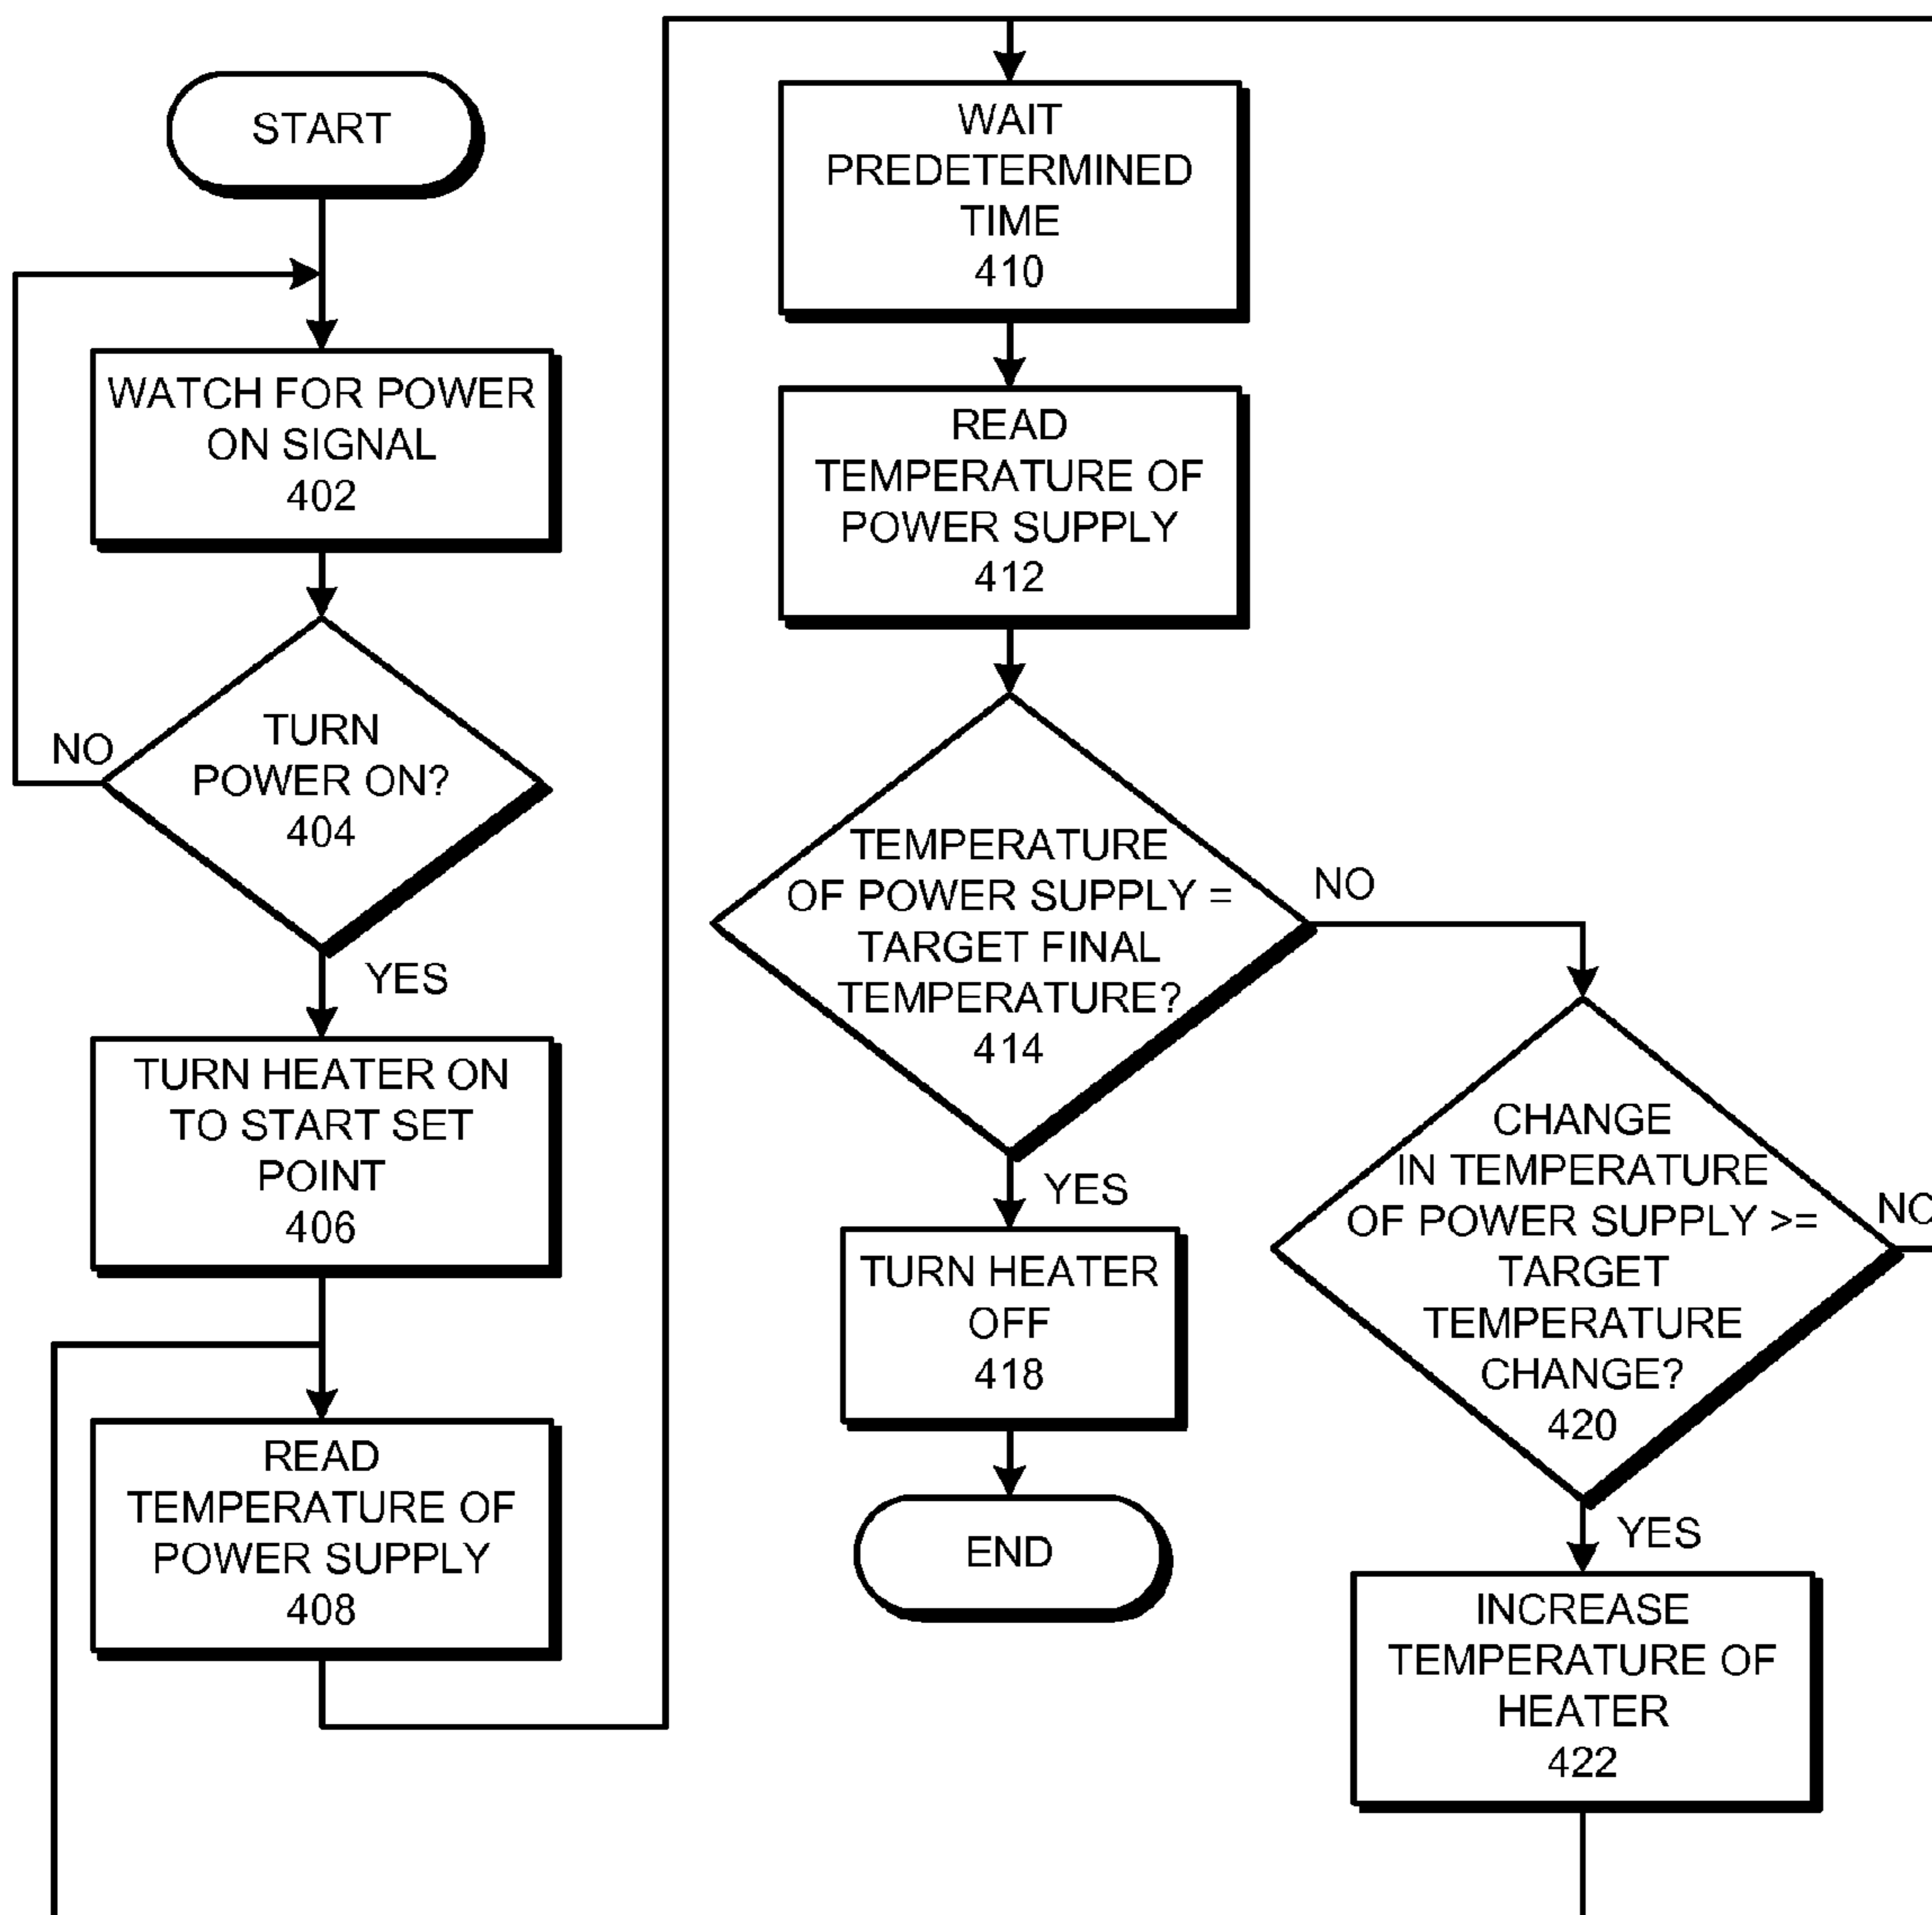 START
WATCH FOR POWER
ON SIGNAL
402
TURN
POWER ON?
404
NO
YES
TURN HEATER ON
TO START SET
POINT
406
READ
TEMPERATURE OF
POWER SUPPLY
408
WAIT
PREDETERMINED
TIME
410
READ
TEMPERATURE OF
POWER SUPPLY
412
TEMPERATURE
OF POWER SUPPLY =
TARGET FINAL
TEMPERATURE?
414
NO
YES
TURN HEATER
OFF
418
END
CHANGE
IN TEMPERATURE
OF POWER SUPPLY >=
TARGET
TEMPERATURE
CHANGE?
420
NO
YES
INCREASE
TEMPERATURE OF
HEATER
422